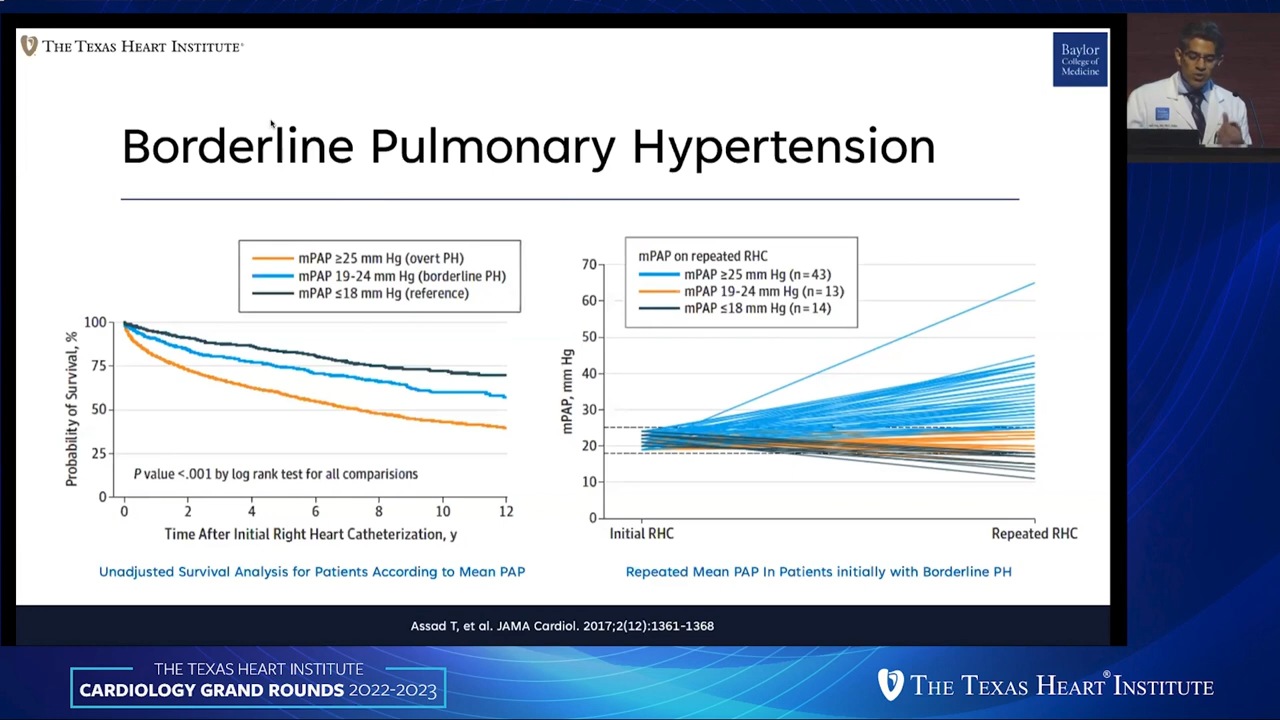 THE TEXAS HEART INSTITUTE®
Baylor
College of
Medicine
Borderline Pulmonary Hypertension
mPAP ≥25 mm Hg (overt PH)
mPAP 19-24 mm Hg (borderline PH)
mPAP ≤18 mm Hg (reference)
100
75
50
25
0
Probability of Survival, %
P value <.001 by log rank test for all comparisions
0 2 4 6 8 10 12
Time After Initial Right Heart Catheterization, y
Unadjusted Survival Analysis for Patients According to Mean PAP
mPAP on repeated RHC
mPAP ≥25 mm Hg (n=43)
mPAP 19-24 mm Hg (n=13)
mPAP ≤18 mm Hg (n=14)
70
60
50
40
30
20
10
0
mPAP, mm Hg
Initial RHC Repeated RHC
Repeated Mean PAP In Patients initially with Borderline PH
Assad T, et al. JAMA Cardiol. 2017;2(12):1361-1368
THE TEXAS HEART INSTITUTE
CARDIOLOGY GRAND ROUNDS 2022-2023
THE TEXAS HEART® INSTITUTE